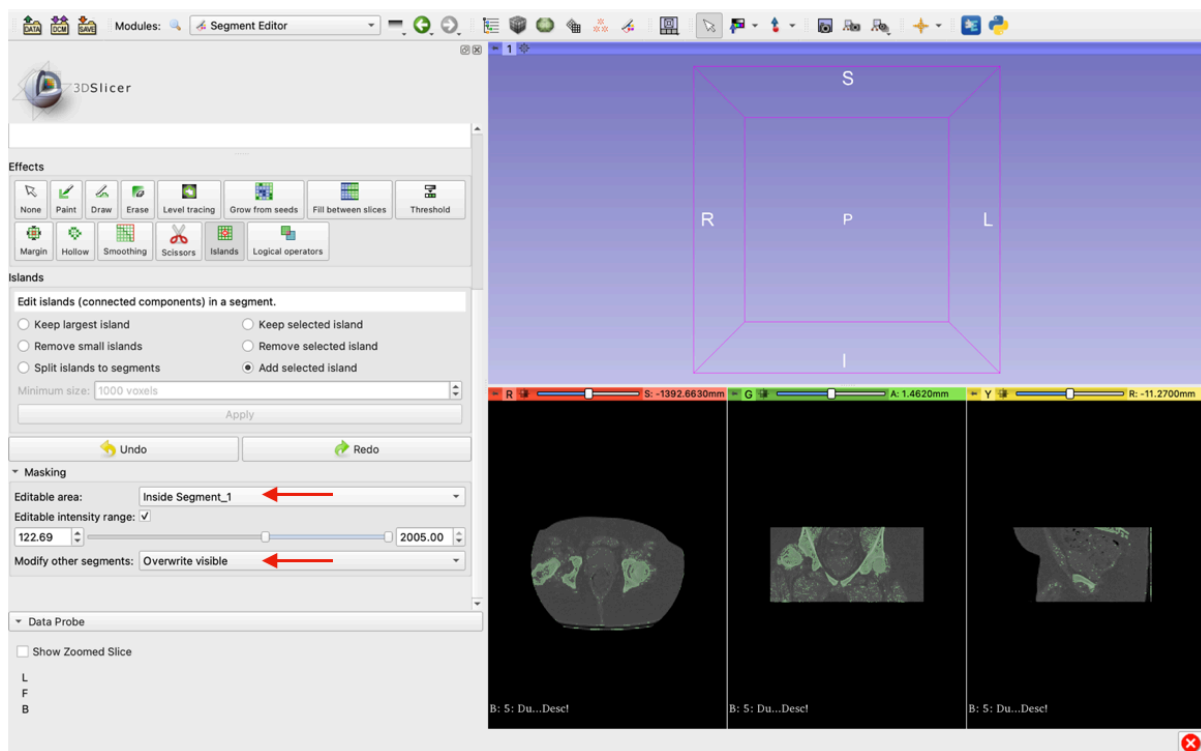 DATA DCM SAVE Modules: Segment Editor
1
3DSlicer
S
R P L
I
Effects
None Paint Draw Erase Level tracing Grow from seeds Fill between slices Threshold
Margin Hollow Smoothing Scissors Islands Logical operators
Islands
Edit islands (connected components) in a segment.
Keep largest island Keep selected island
Remove small islands Remove selected island
Split islands to segments Add selected island
Minimum size: 1000 voxels
Apply
Undo Redo
Masking
Editable area: Inside Segment_1
Editable intensity range:
122.69 2005.00
Modify other segments: Overwrite visible
Data Probe
Show Zoomed Slice
L
F
B
R S: -1392.6630mm G A: 1.4620mm Y R: -11.2700mm
B: 5: Du...Desc! B: 5: Du...Desc! B: 5: Du...Desc!